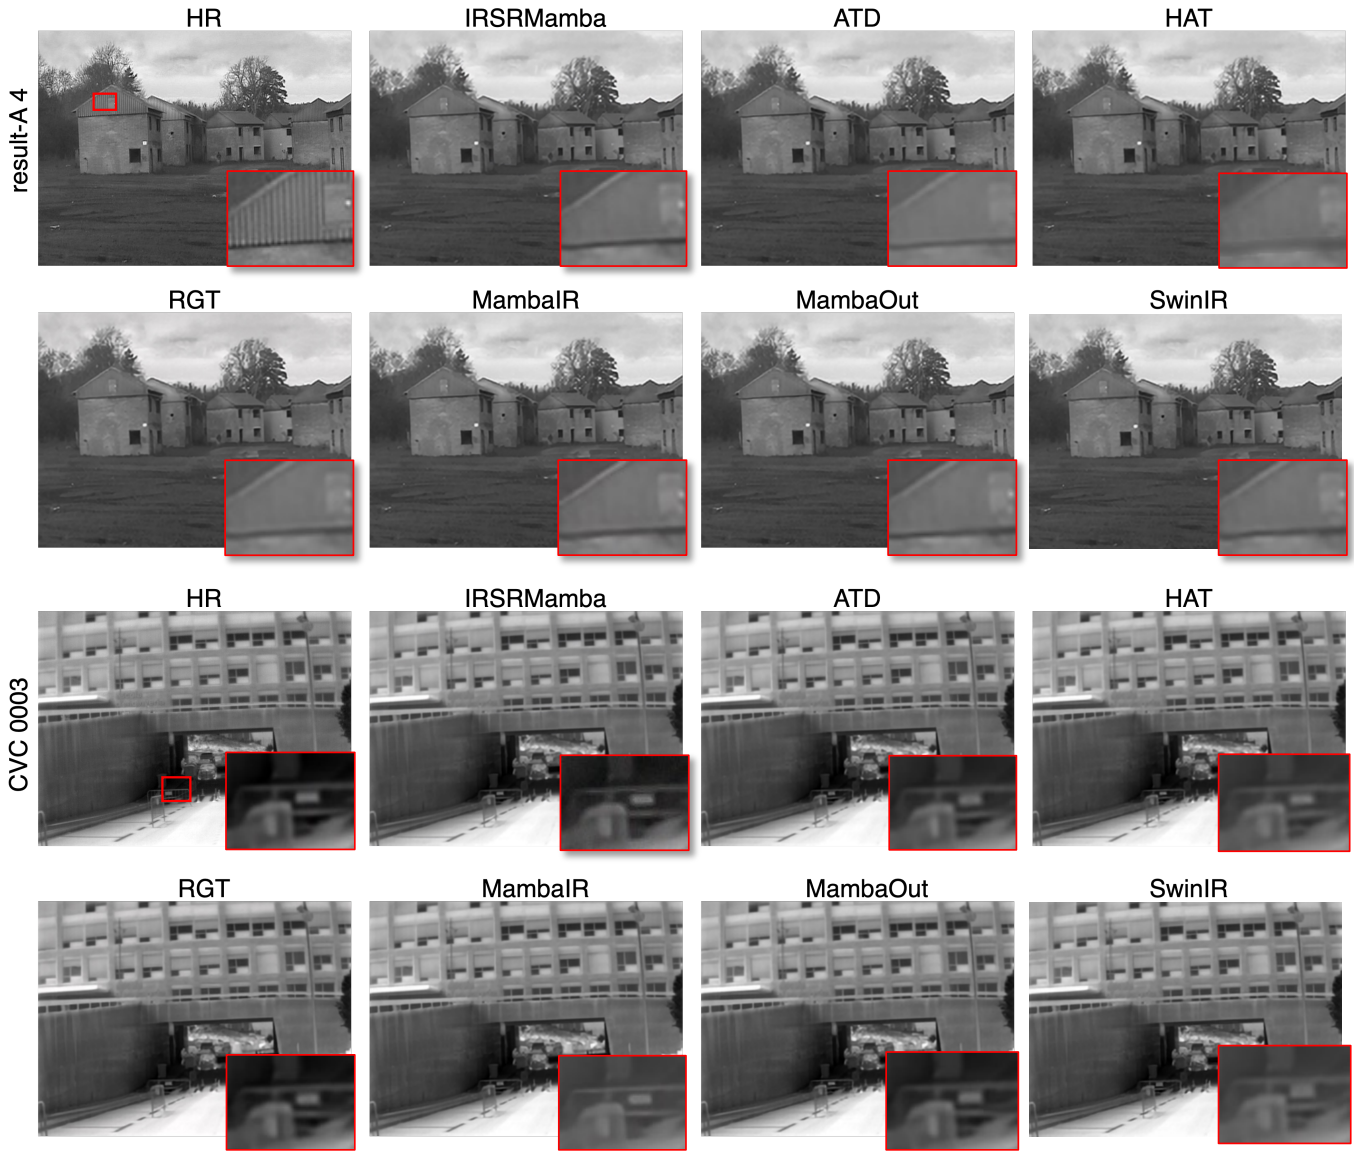 HR IRSRMamba ATD HAT
result-A 4
RGT MambaIR MambaOut SwinIR
HR IRSRMamba ATD HAT
CVC 0003
RGT MambaIR MambaOut SwinIR